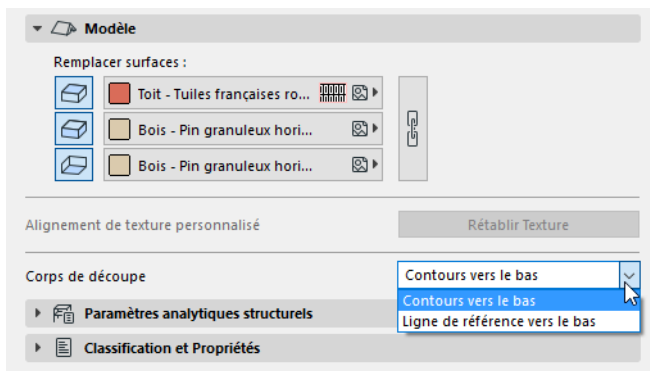 Modèle
Remplacer surfaces :
Toit - Tuiles françaises ro...
Bois - Pin granuleux hori...
Bois - Pin granuleux hori...
Alignement de texture personnalisé
Rétablir Texture
Corps de découpe
Contours vers le bas
Contours vers le bas
Ligne de référence vers le bas
Paramètres analytiques structurels
Classification et Propriétés